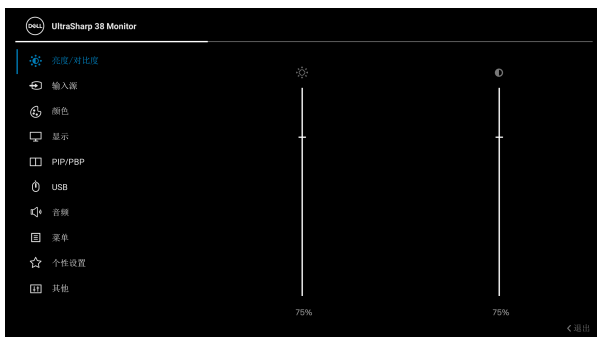 DELL UltraSharp 38 Monitor
亮度/对比度
输入源
颜色
显示
PIP/PBP
USB
音频
菜单
个性设置
其他
75% 75%
退出